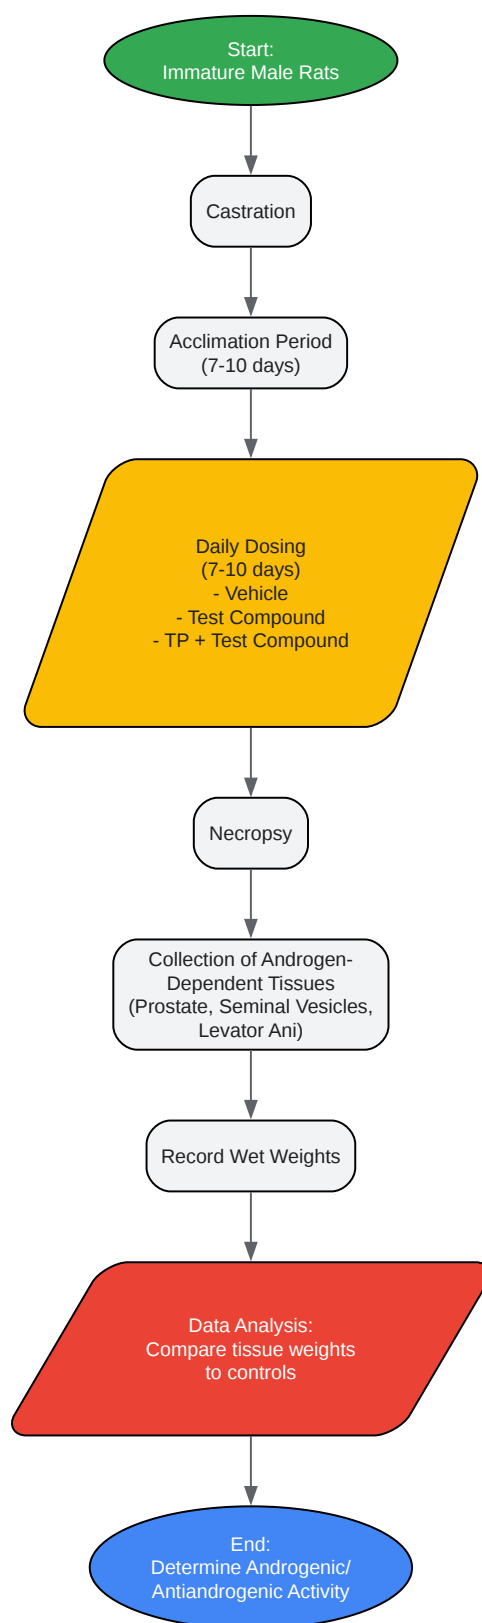 Start:
Immature Male Rats
Castration
Acclimation Period
(7-10 days)
Daily Dosing
(7-10 days)
- Vehicle
- Test Compound
- TP + Test Compound
Necropsy
Collection of Androgen-
Dependent Tissues
(Prostate, Seminal Vesicles,
Levator Ani)
Record Wet Weights
Data Analysis:
Compare tissue weights
to controls
End:
Determine Androgenic/
Antiandrogenic Activity